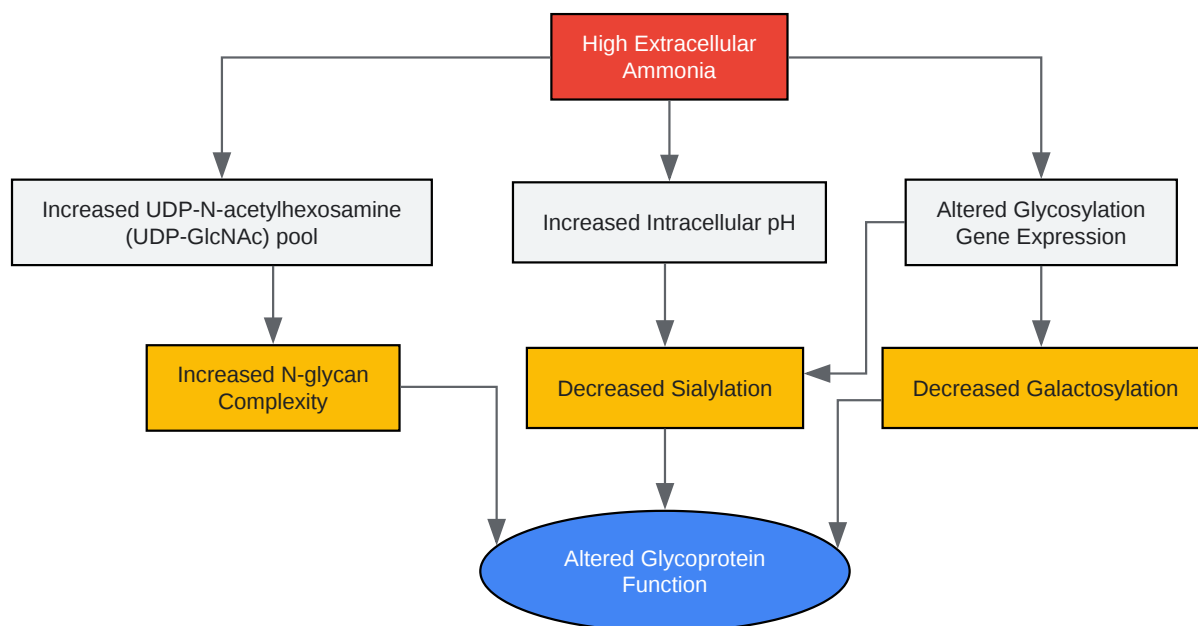 High Extracellular
Ammonia
Increased UDP-N-acetylhexosamine
(UDP-GlcNAc) pool
Increased Intracellular pH
Altered Glycosylation
Gene Expression
Increased N-glycan
Complexity
Decreased Sialylation
Decreased Galactosylation
Altered Glycoprotein
Function